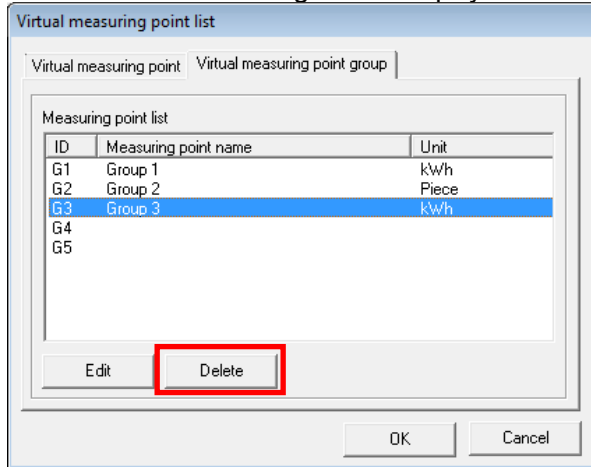 Virtual measuring point list
Virtual measuring point Virtual measuring point group
Measuring point list
ID Measuring point name Unit
G1 Group 1 kWh
G2 Group 2 Piece
G3 Group 3 kWh
G4
G5
Edit Delete
OK Cancel